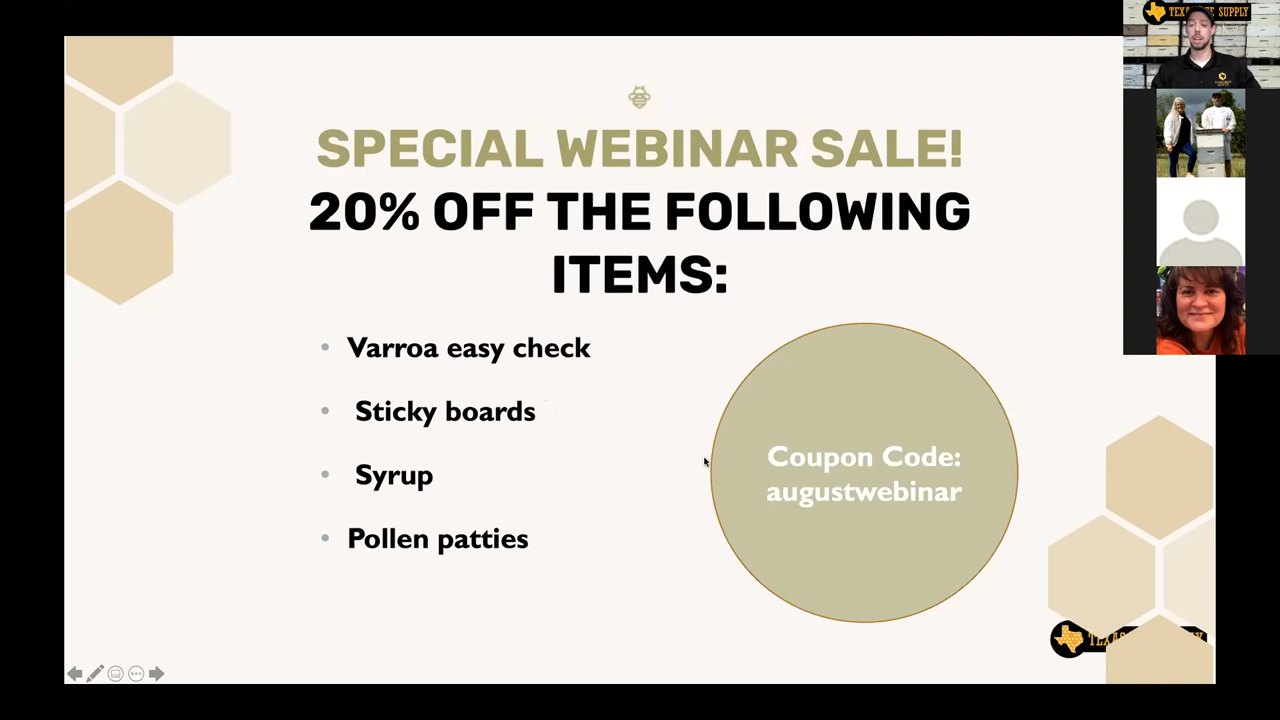 SPECIAL WEBINAR SALE!
20% OFF THE FOLLOWING
ITEMS:
Varroa easy check
Sticky boards
Syrup
Pollen patties
Coupon Code:
augustwebinar
SUPPLY